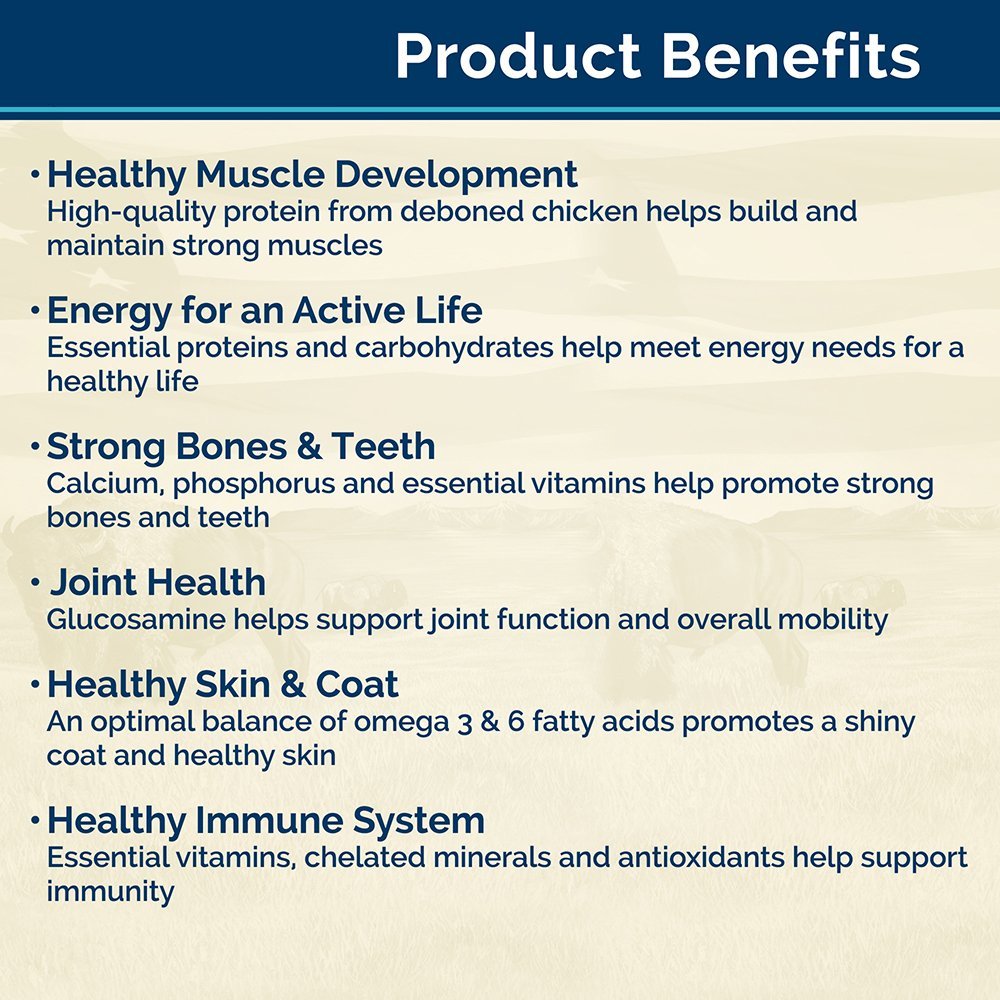 Product Benefits
• Healthy Muscle Development
High-quality protein from deboned chicken helps build and
maintain strong muscles
• Energy for an Active Life
Essential proteins and carbohydrates help meet energy needs for a
healthy life
• Strong Bones & Teeth
Calcium, phosphorus and essential vitamins help promote strong
bones and teeth
• Joint Health
Glucosamine helps support joint function and overall mobility
• Healthy Skin & Coat
An optimal balance of omega 3 & 6 fatty acids promotes a shiny
coat and healthy skin
• Healthy Immune System
Essential vitamins, chelated minerals and antioxidants help support
immunity